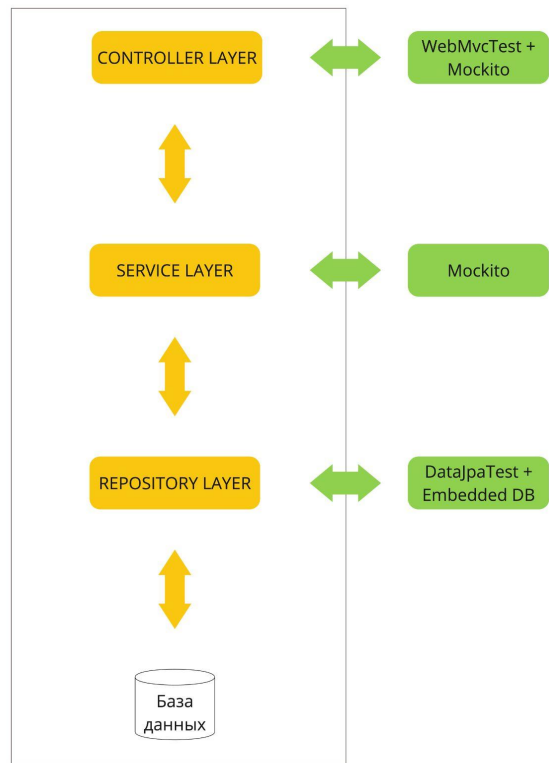 CONTROLLER LAYER
WebMvcTest +
Mockito
SERVICE LAYER
Mockito
REPOSITORY LAYER
DataJpaTest +
Embedded DB
База
данных